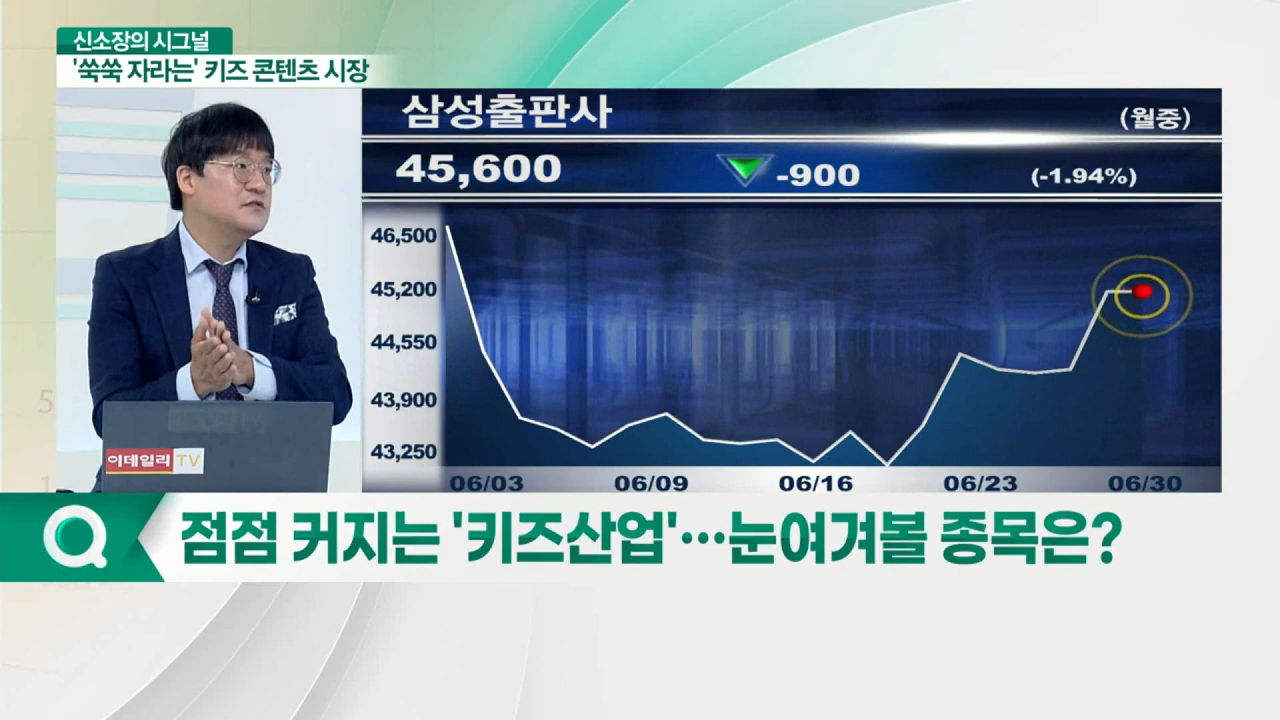 신소장의 시그널
'쑥쑥 자라는' 키즈 콘텐츠 시장
삼성출판사 (월중)
45,600 -900 (-1.94%)
46,500
45,200
44,550
43,900
43,250
06/03 06/09 06/16 06/23 06/30
이데일리TV
점점 커지는 '키즈산업'…눈여겨볼 종목은?